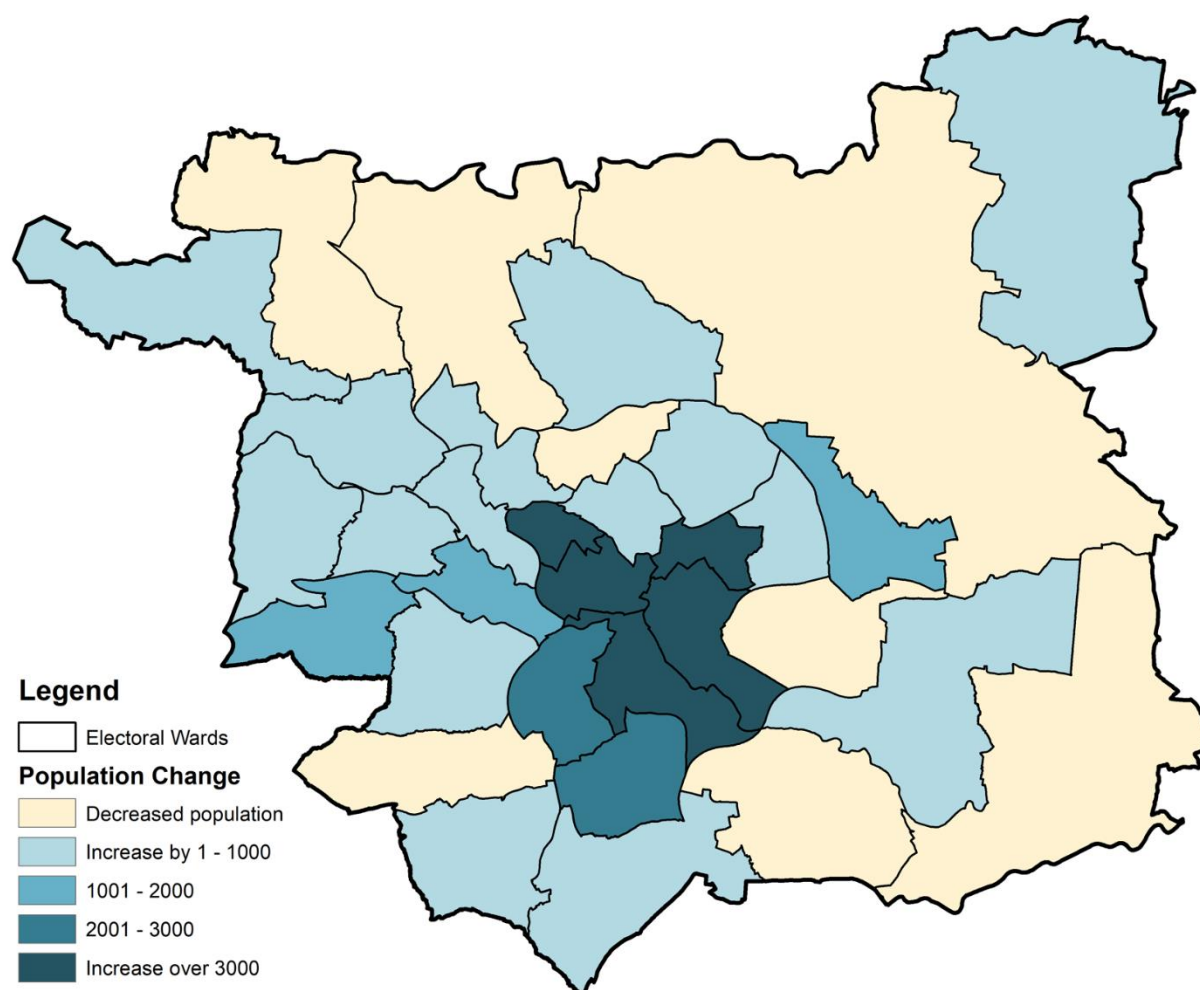 Legend
Electoral Wards
Population Change
Decreased population
Increase by 1 - 1000
1001 - 2000
2001 - 3000
Increase over 3000